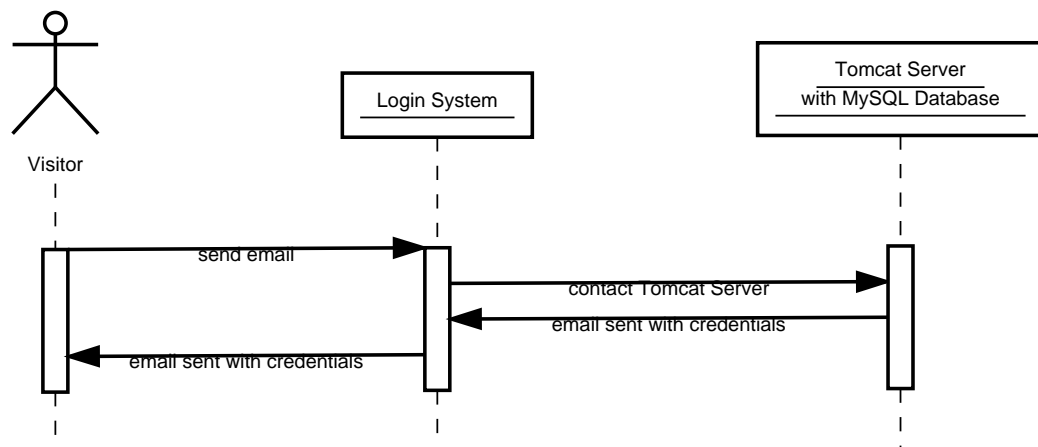 Tomcat Server
with MySQL Database
Login System
Visitor
send email
contact Tomcat Server
email sent with credentials
email sent with credentials